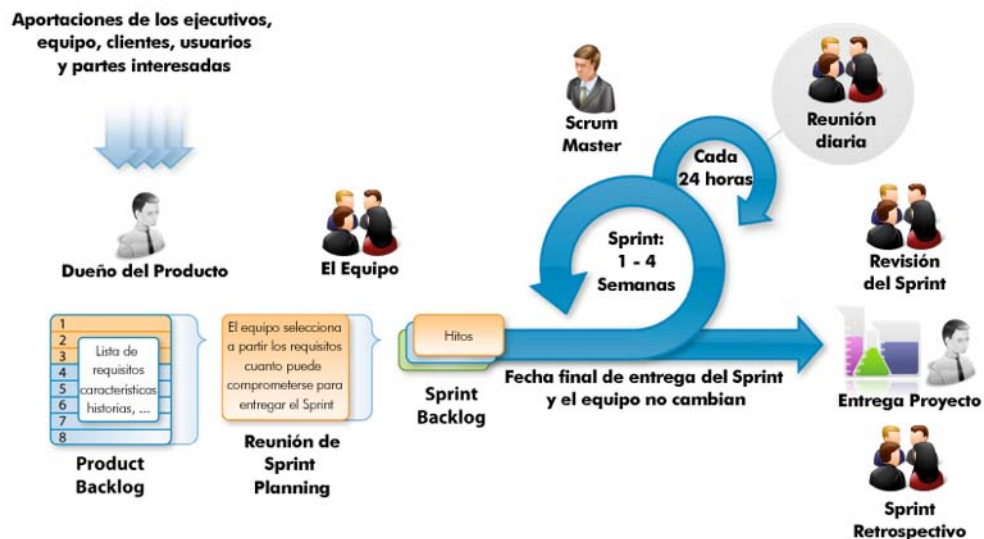 Aportaciones de los ejecutivos,
equipo, clientes, usuarios
y partes interesadas
Scrum
Master
Reunión
diaria
Cada
24 horas
Dueño del Producto
El Equipo
Sprint:
1 - 4
Semanas
Revisión
del Sprint
1
2
3
4
5
6
7
8
Lista de
requisitos
características
historias, ...
Product
Backlog
El equipo selecciona
a partir los requisitos
cuanto puede
comprometerse para
entregar el Sprint
Reunión de
Sprint
Planning
Hitos
Sprint
Backlog
Fecha final de entrega del Sprint
y el equipo no cambian
Entrega Proyecto
Sprint
Retrospectivo